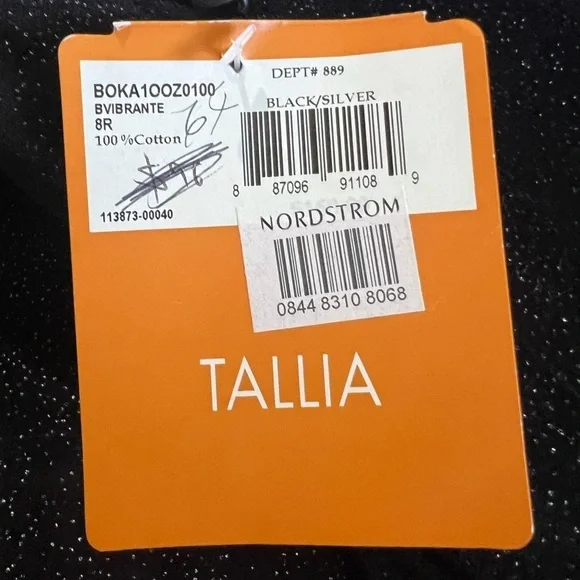 DEPT# 889
BOKA1OOZ0100
BVIBRANTE
8R
100 %Cotton
64
113873-00040
BLACK/SILVER
8 87096 91108 9
NORDSTROM
0844 8310 8068
TALLIA